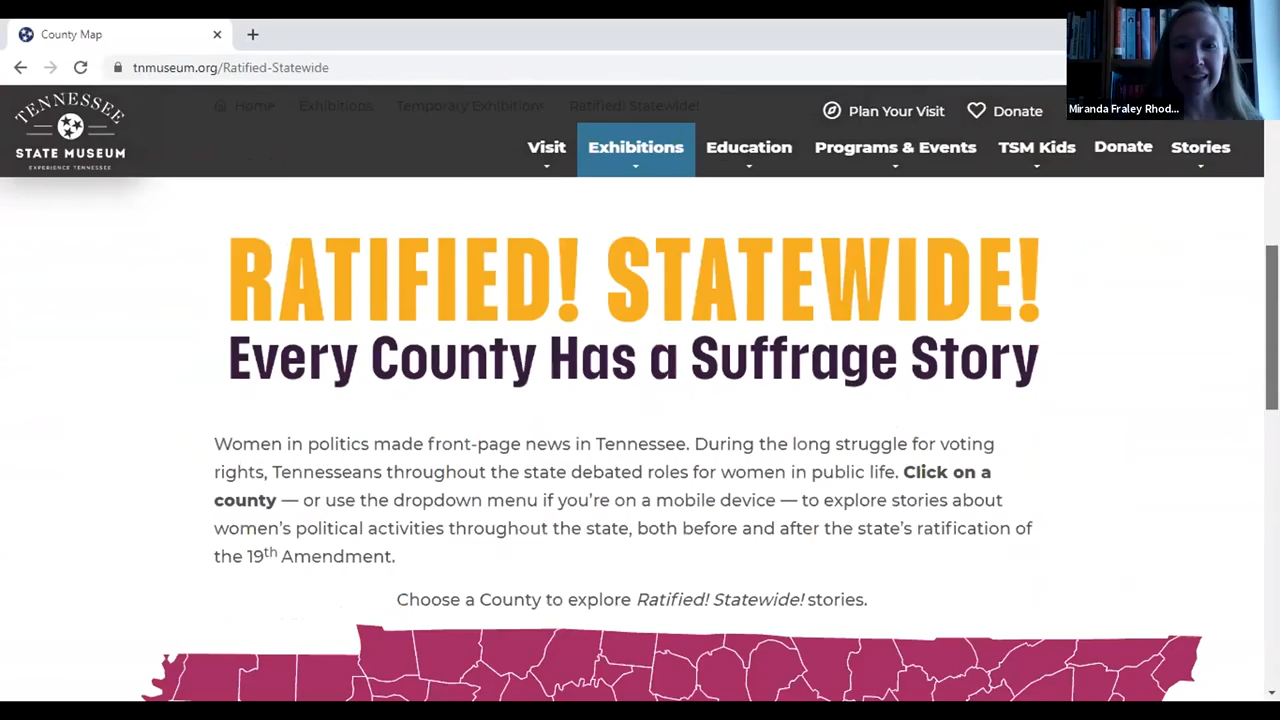 County Map
tnmuseum.org/Ratified-Statewide
Miranda Fraley Rhod...
TENNESSEE
STATE MUSEUM
EXPERIENCE TENNESSEE
Home Exhibitions Temporary Exhibitions Ratified! Statewide!
Plan Your Visit Donate
Visit Exhibitions Education Programs & Events TSM Kids Donate Stories
RATIFIED! STATEWIDE!
Every County Has a Suffrage Story
Women in politics made front-page news in Tennessee. During the long struggle for voting
rights, Tennesseans throughout the state debated roles for women in public life. Click on a
county — or use the dropdown menu if you're on a mobile device — to explore stories about
women's political activities throughout the state, both before and after the state's ratification of
the 19th Amendment.
Choose a County to explore Ratified! Statewide! stories.